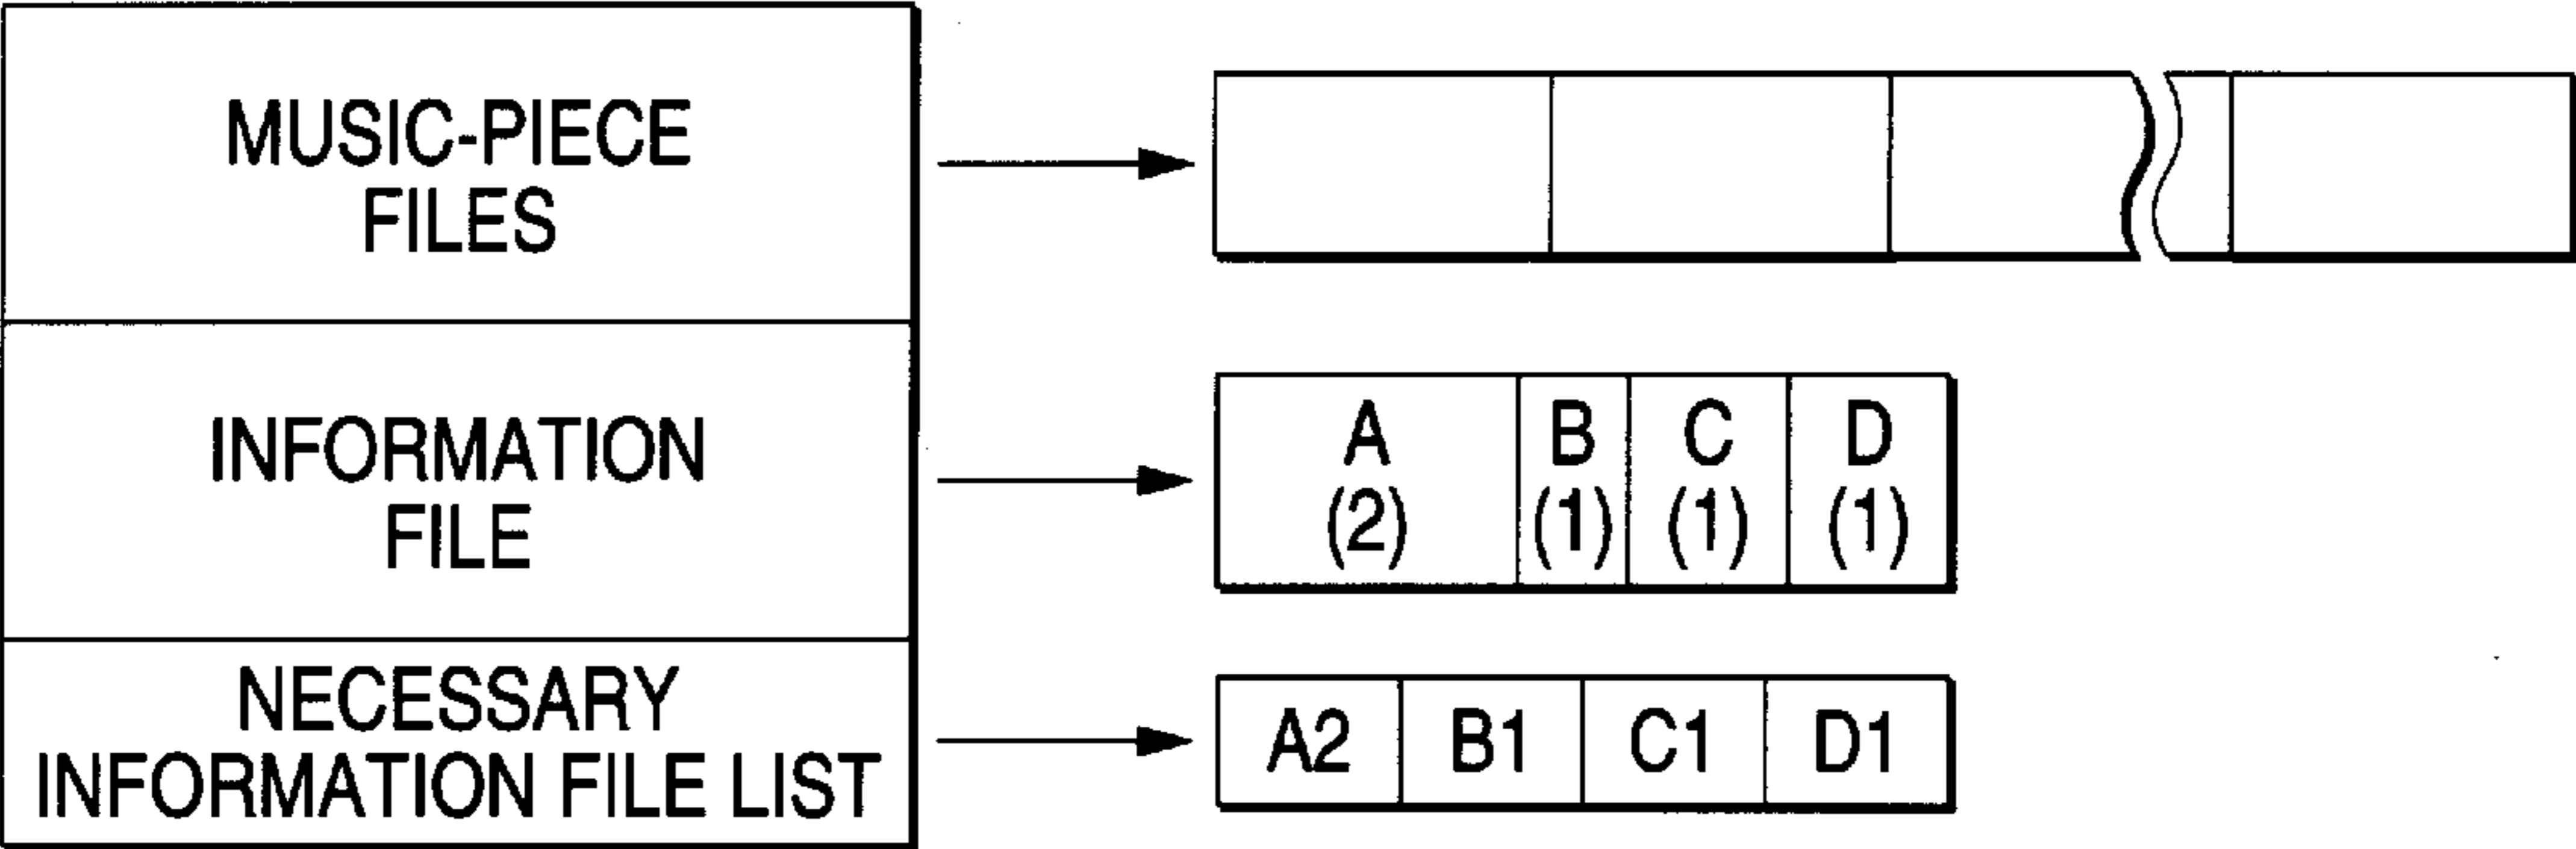 MUSIC-PIECE
FILES
INFORMATION
FILE
A B C D
(2) (1) (1) (1)
NECESSARY
INFORMATION FILE LIST
A2 B1 C1 D1